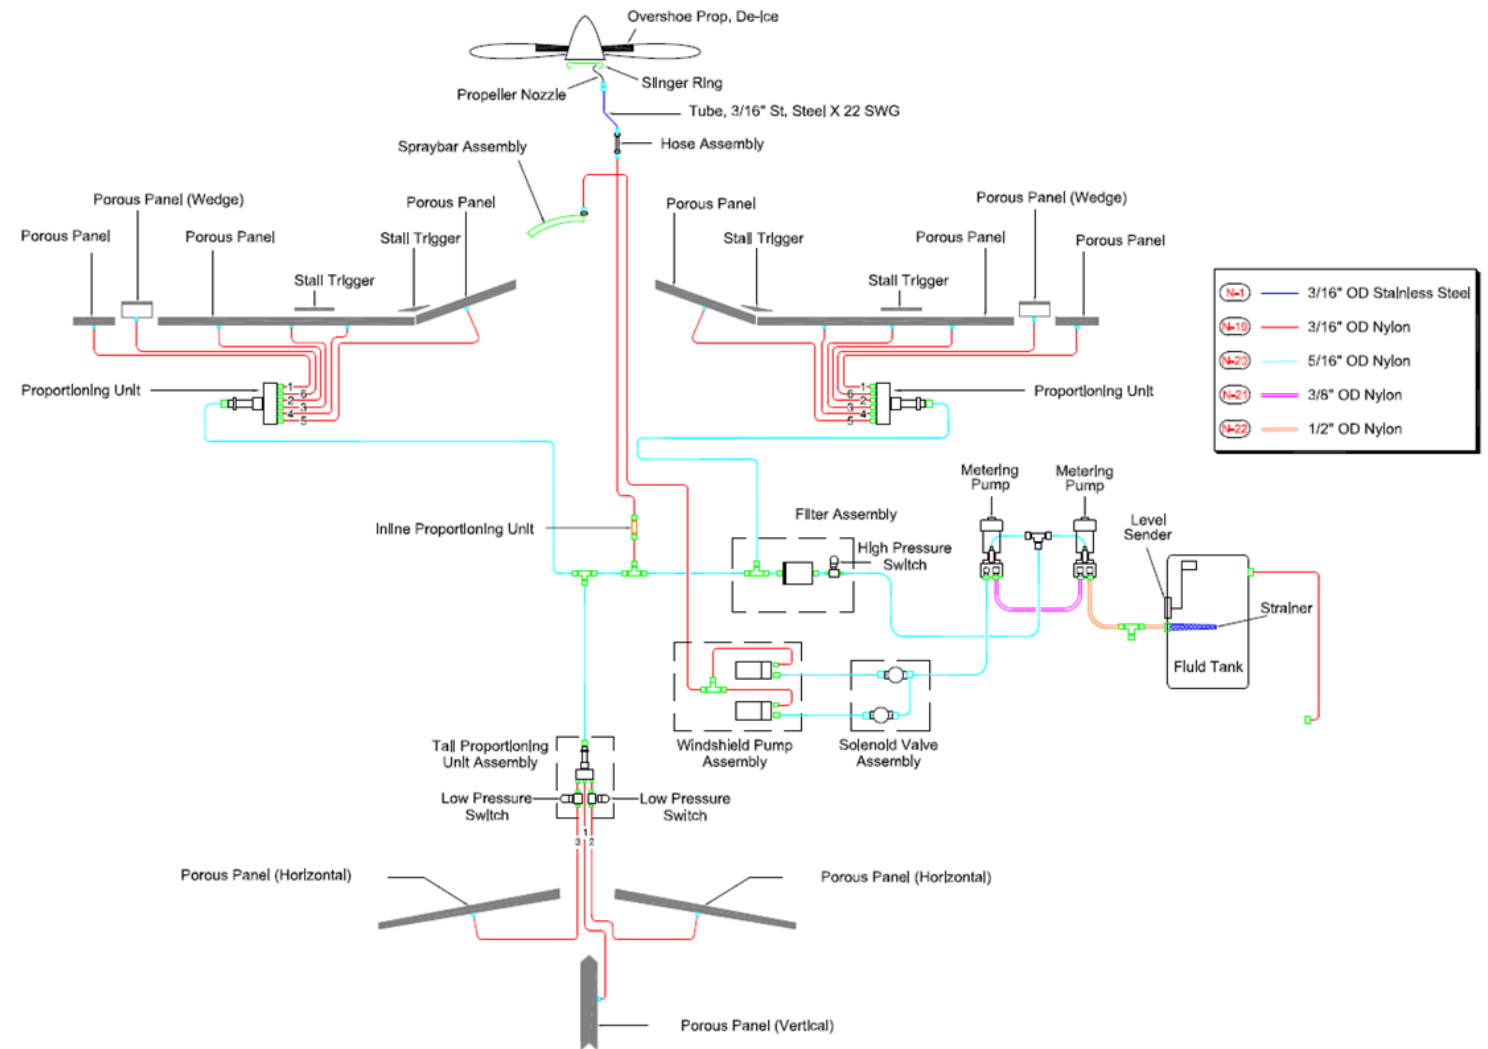 Overshoe Prop, De-Ice
Slinger Ring
Propeller Nozzle
Tube, 3/16" St, Steel X 22 SWG
Hose Assembly
Spraybar Assembly
Porous Panel (Wedge)
Porous Panel
Porous Panel
Porous Panel
Stall Trigger
Stall Trigger
Porous Panel
Porous Panel (Wedge)
Stall Trigger
Porous Panel
Porous Panel
Stall Trigger
N-1 3/16" OD Stainless Steel
N-19 3/16" OD Nylon
N-20 5/16" OD Nylon
N-21 3/8" OD Nylon
N-22 1/2" OD Nylon
Proportioning Unit
1
6
2
3
4
5
Proportioning Unit
1
6
2
3
4
5
Metering
Pump
Metering
Pump
Level
Sender
Inline Proportioning Unit
Filter Assembly
High Pressure
Switch
Strainer
Fluid Tank
Windshield Pump
Assembly
Solenoid Valve
Assembly
Tail Proportioning
Unit Assembly
Low Pressure
Switch
Low Pressure
Switch
1
3 2
Porous Panel (Horizontal)
Porous Panel (Horizontal)
Porous Panel (Vertical)